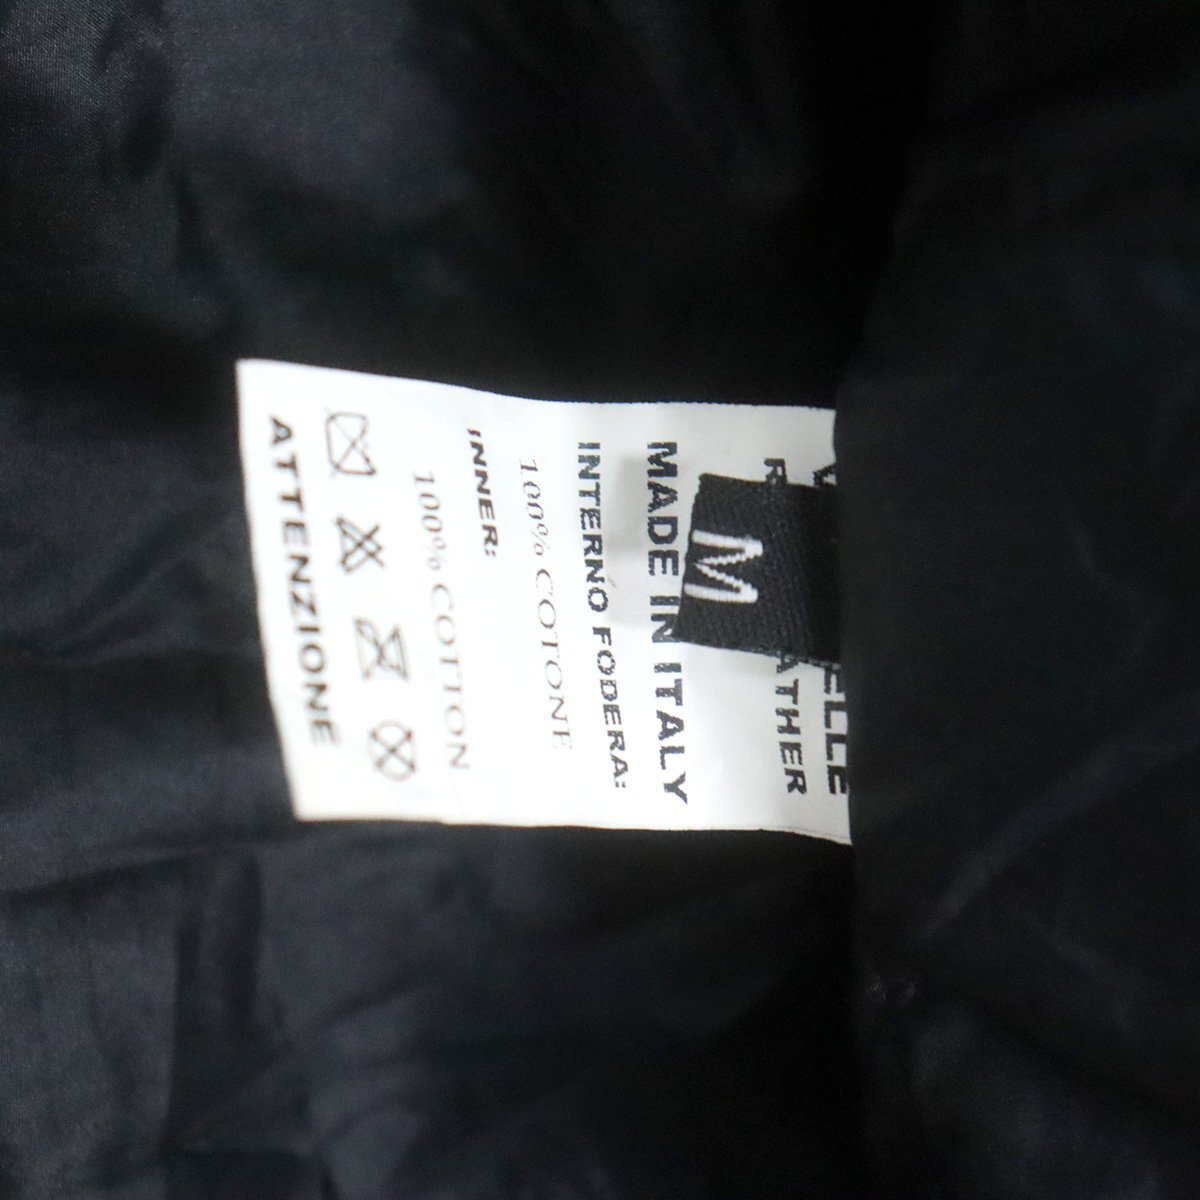 MADE IN ITALY
INTERNO FODERA:
100% COTONE
INNER:
100% COTTON
ATTENZIONE
M